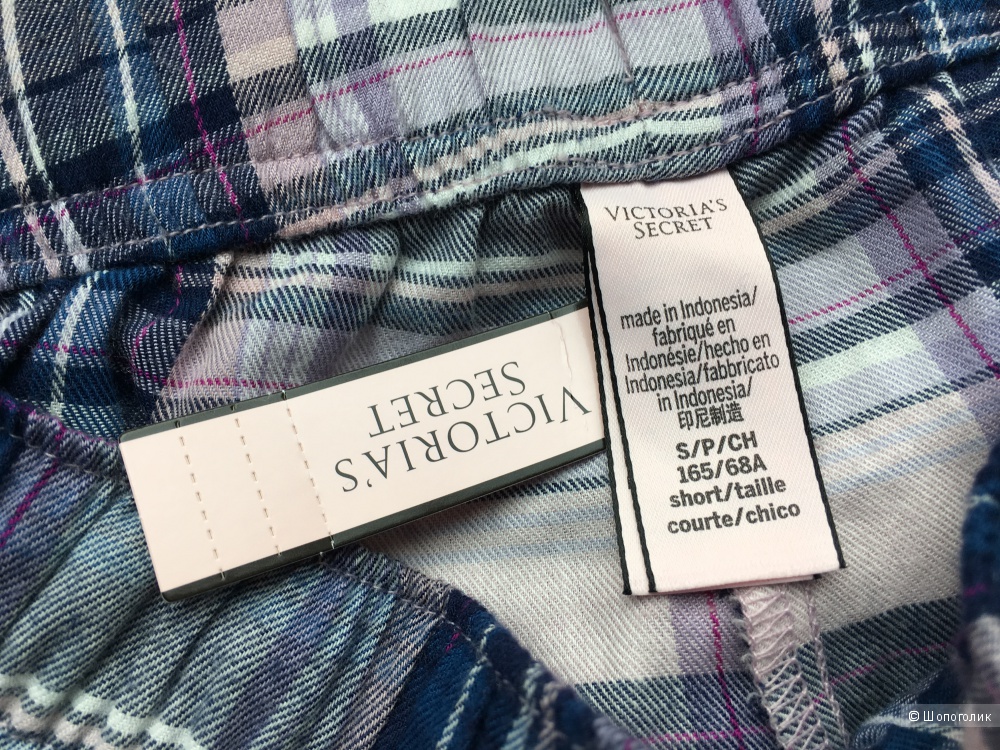 VICTORIA'S
SECRET
made in Indonesia/
fabriqué en
Indonésie/hecho en
Indonesia/fabbricato
in Indonesia/
印尼制造
S/P/CH
165/68A
short/taille
courte/chico
VICTORIA'S
SECRET
© Шопоголик